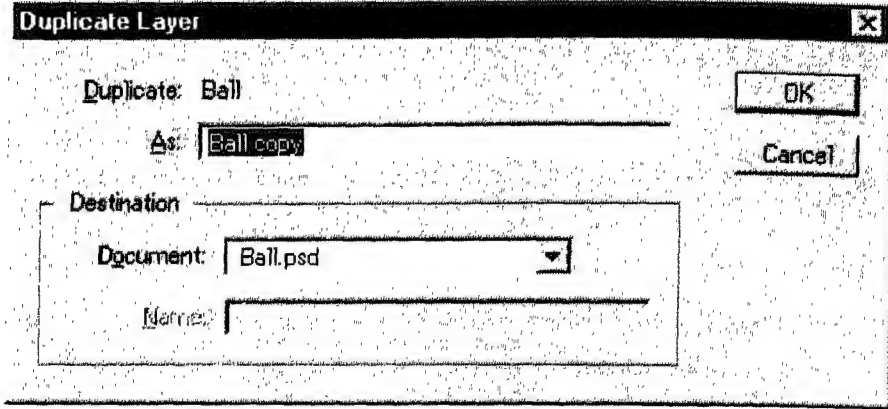 Duplicate Layer
Duplicate: Ball
OK
As: Ball copy
Cancel
Destination
Document: Ball.psd
Name: